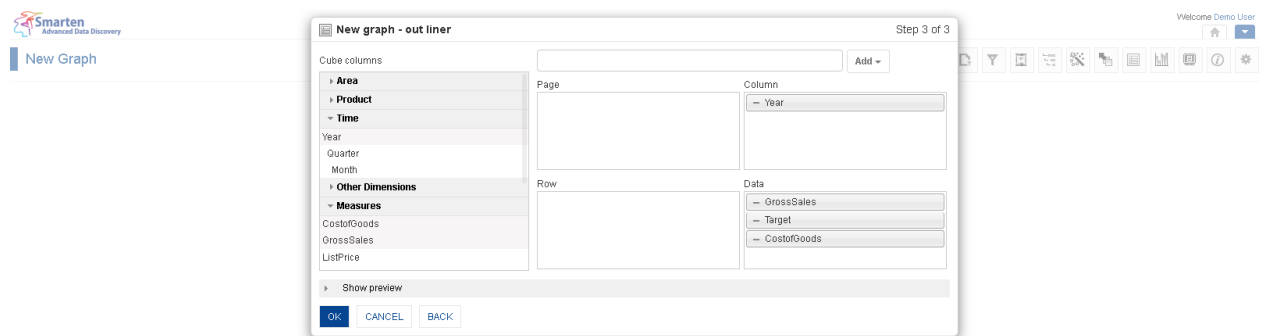 Smarten
Advanced Data Discovery
Welcome Demo User
New Graph
New graph - out liner
Step 3 of 3
Cube columns
Add
Area
Product
Time
Year
Quarter
Month
Other Dimensions
Measures
CostofGoods
GrossSales
ListPrice
Page
Column
Year
Row
Data
GrossSales
Target
CostofGoods
Show preview
OK
CANCEL
BACK